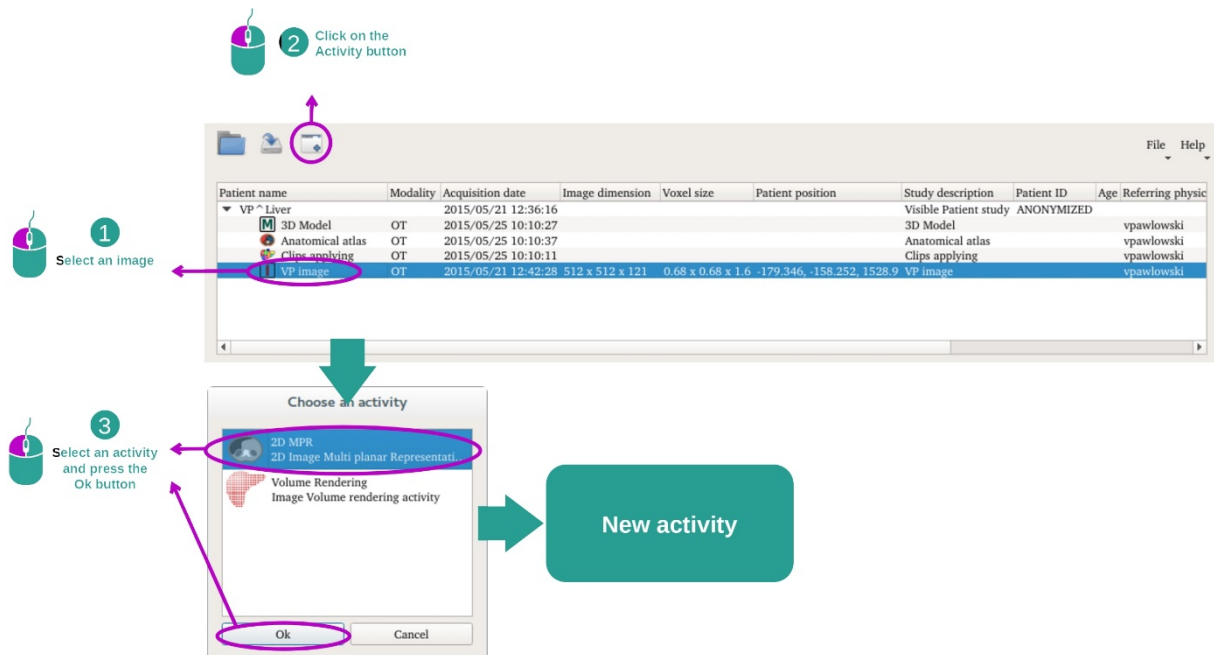 2
Click on the
Activity button
File Help
Patient name Modality Acquisition date Image dimension Voxel size Patient position Study description Patient ID Age Referring physic
VP^Liver 2015/05/21 12:36:16 Visible Patient study ANONYMIZED
M 3D Model OT 2015/05/25 10:10:27 3D Model vpawlowski
Anatomical atlas OT 2015/05/25 10:10:37 Anatomical atlas vpawlowski
Clips applying OT 2015/05/25 10:10:11 Clips applying vpawlowski
VP image OT 2015/05/21 12:42:28 512 x 512 x 121 0.68 x 0.68 x 1.6 -179.346, -158.252, 1528.9 VP image vpawlowski
1
Select an image
Choose an activity
2D MPR
2D Image Multi planar Representati...
Volume Rendering
Image Volume rendering activity
Ok Cancel
3
Select an activity
and press the
Ok button
New activity